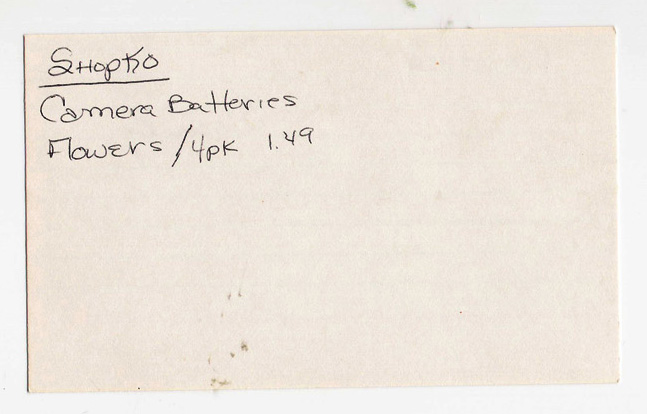 Shopko
Camera Batteries
Flowers / 4pk 1.49